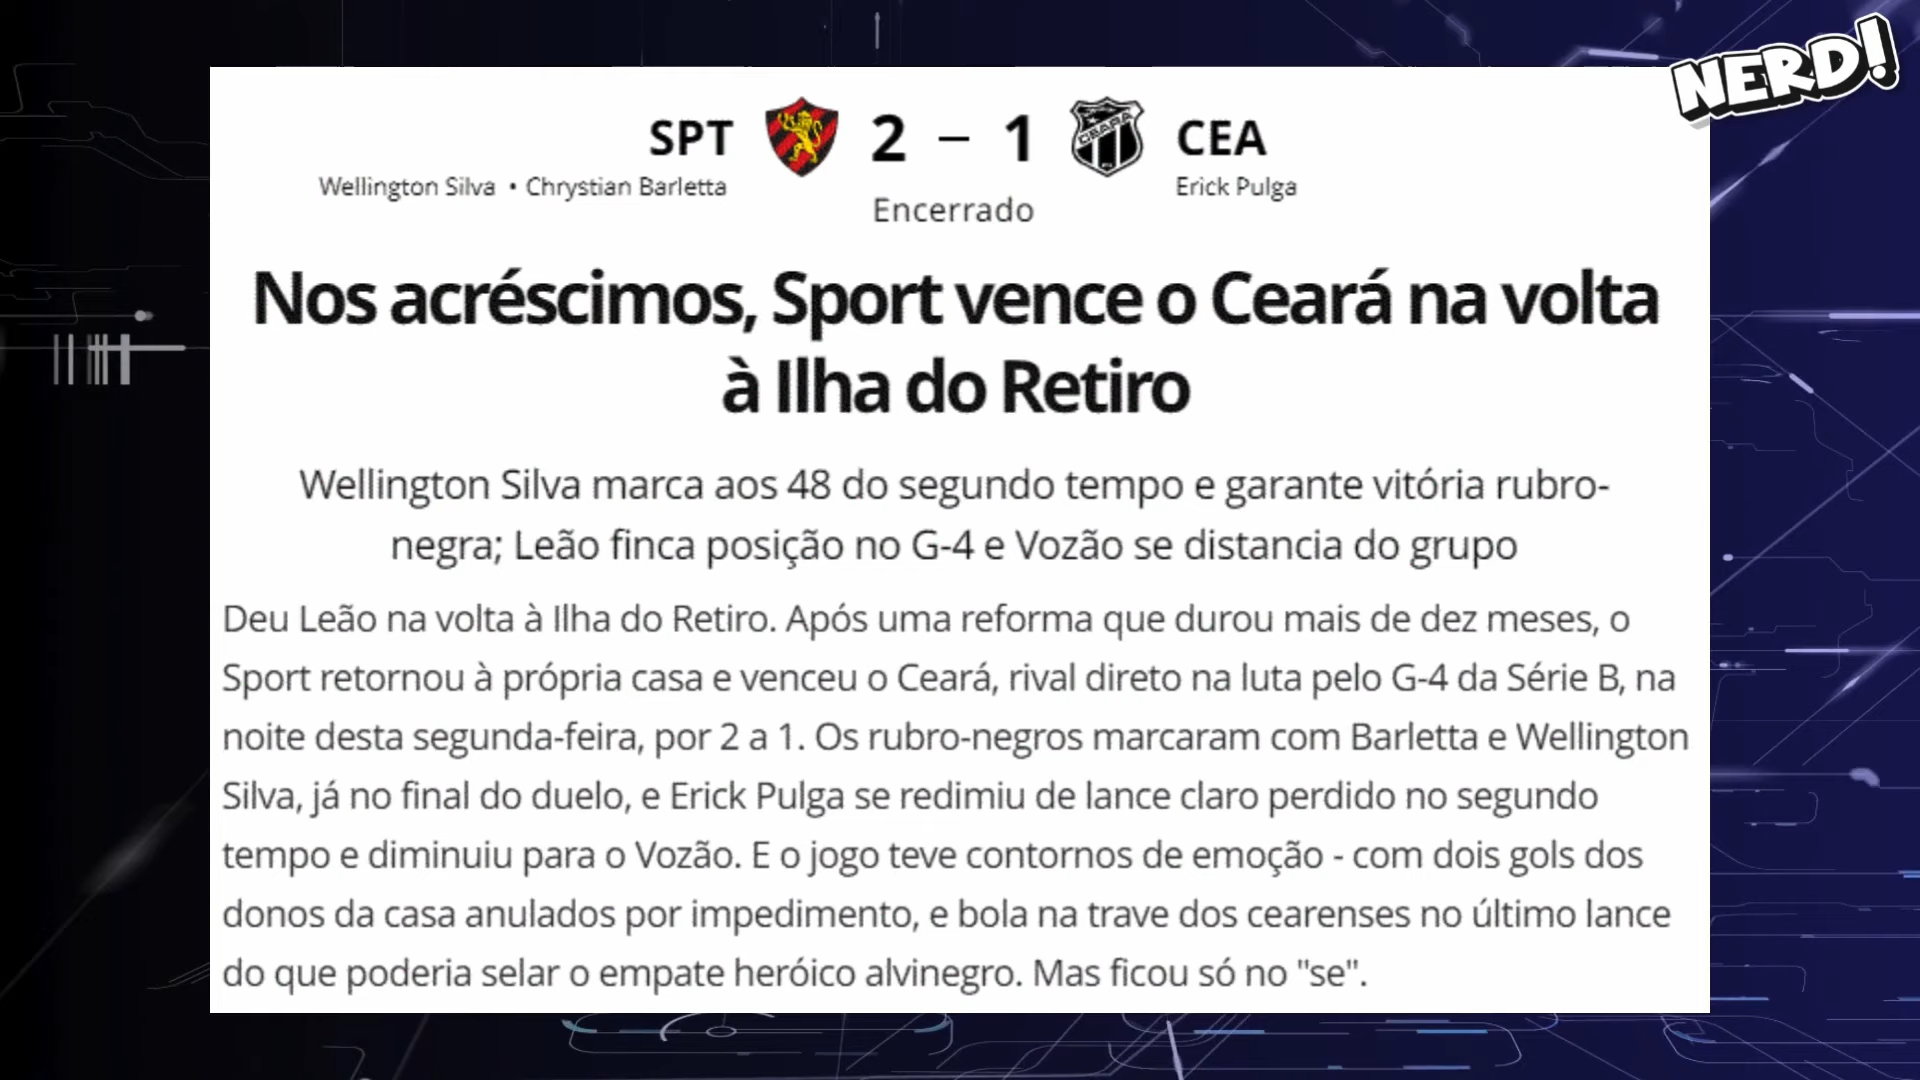 NERD!
SPT 2 – 1 CEA
Wellington Silva • Chrystian Barletta
Erick Pulga
Encerrado
Nos acréscimos, Sport vence o Ceará na volta
à Ilha do Retiro
Wellington Silva marca aos 48 do segundo tempo e garante vitória rubro-
negra; Leão finca posição no G-4 e Vozão se distancia do grupo
Deu Leão na volta à Ilha do Retiro. Após uma reforma que durou mais de dez meses, o
Sport retornou à própria casa e venceu o Ceará, rival direto na luta pelo G-4 da Série B, na
noite desta segunda-feira, por 2 a 1. Os rubro-negros marcaram com Barletta e Wellington
Silva, já no final do duelo, e Erick Pulga se redimiu de lance claro perdido no segundo
tempo e diminuiu para o Vozão. E o jogo teve contornos de emoção - com dois gols dos
donos da casa anulados por impedimento, e bola na trave dos cearenses no último lance
do que poderia selar o empate heróico alvinegro. Mas ficou só no "se".
CEARÁ